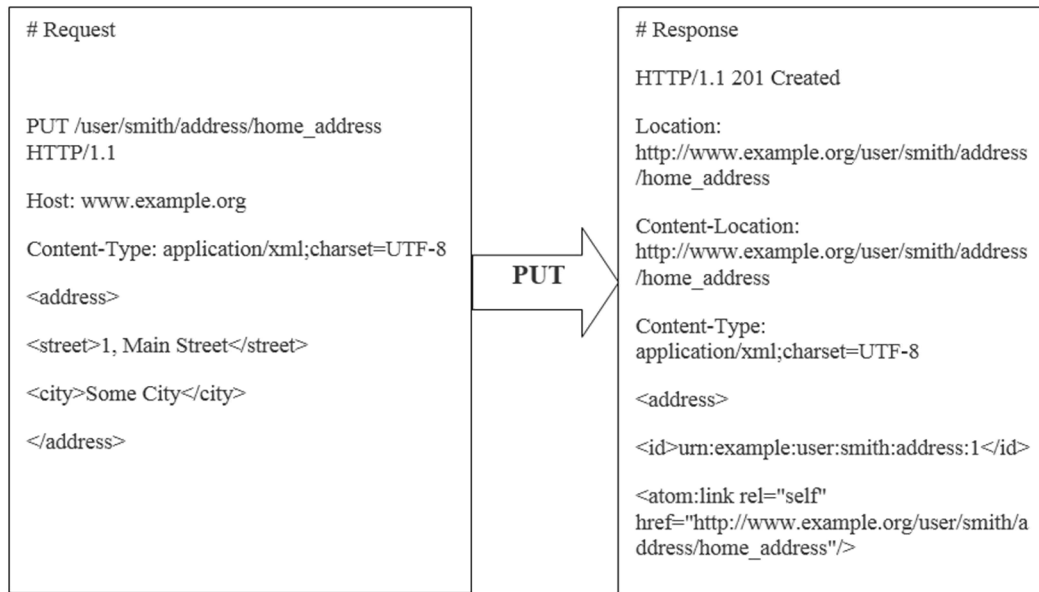 # Request
PUT /user/smith/address/home_address
HTTP/1.1
Host: www.example.org
Content-Type: application/xml;charset=UTF-8
<address>
<street>1, Main Street</street>
<city>Some City</city>
</address>
PUT
# Response
HTTP/1.1 201 Created
Location:
http://www.example.org/user/smith/address
/home_address
Content-Location:
http://www.example.org/user/smith/address
/home_address
Content-Type:
application/xml;charset=UTF-8
<address>
<id>urn:example:user:smith:address:1</id>
<atom:link rel="self"
href="http://www.example.org/user/smith/a
ddress/home_address"/>